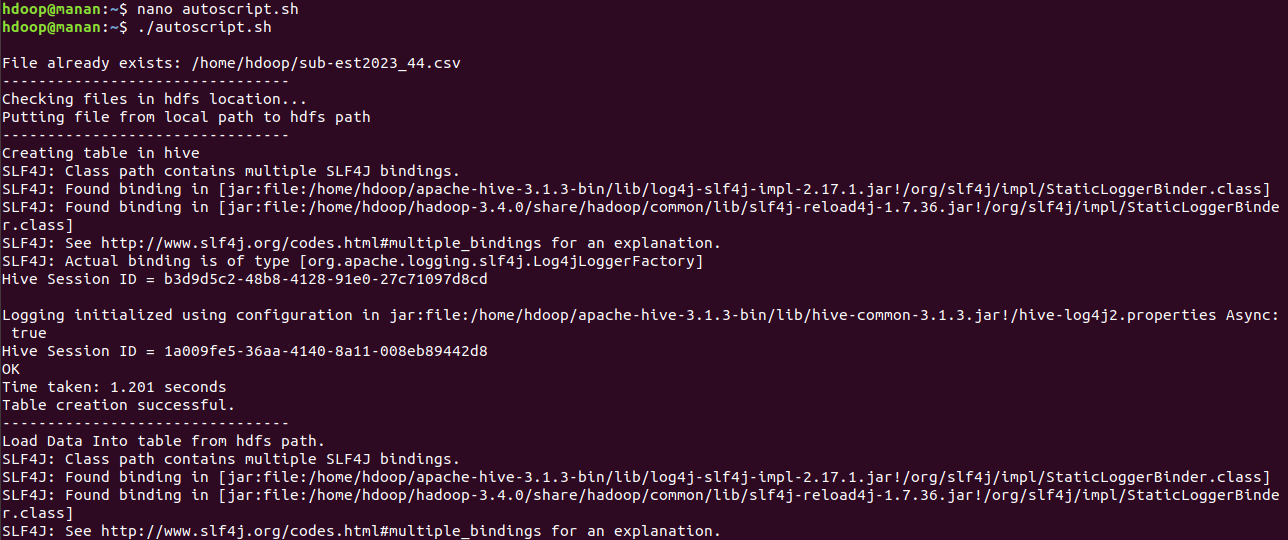 hdoop@manan:~$ nano autoscript.sh
hdoop@manan:~$ ./autoscript.sh
File already exists: /home/hdoop/sub-est2023_44.csv
--------------------------------
Checking files in hdfs location...
Putting file from local path to hdfs path
--------------------------------
Creating table in hive
SLF4J: Class path contains multiple SLF4J bindings.
SLF4J: Found binding in [jar:file:/home/hdoop/apache-hive-3.1.3-bin/lib/log4j-slf4j-impl-2.17.1.jar!/org/slf4j/impl/StaticLoggerBinder.class]
SLF4J: Found binding in [jar:file:/home/hdoop/hadoop-3.4.0/share/hadoop/common/lib/slf4j-reload4j-1.7.36.jar!/org/slf4j/impl/StaticLoggerBinde
r.class]
SLF4J: See http://www.slf4j.org/codes.html#multiple_bindings for an explanation.
SLF4J: Actual binding is of type [org.apache.logging.slf4j.Log4jLoggerFactory]
Hive Session ID = b3d9d5c2-48b8-4128-91e0-27c71097d8cd
Logging initialized using configuration in jar:file:/home/hdoop/apache-hive-3.1.3-bin/lib/hive-common-3.1.3.jar!/hive-log4j2.properties Async:
 true
Hive Session ID = 1a009fe5-36aa-4140-8a11-008eb89442d8
OK
Time taken: 1.201 seconds
Table creation successful.
--------------------------------
Load Data Into table from hdfs path.
SLF4J: Class path contains multiple SLF4J bindings.
SLF4J: Found binding in [jar:file:/home/hdoop/apache-hive-3.1.3-bin/lib/log4j-slf4j-impl-2.17.1.jar!/org/slf4j/impl/StaticLoggerBinder.class]
SLF4J: Found binding in [jar:file:/home/hdoop/hadoop-3.4.0/share/hadoop/common/lib/slf4j-reload4j-1.7.36.jar!/org/slf4j/impl/StaticLoggerBinde
r.class]
SLF4J: See http://www.slf4j.org/codes.html#multiple_bindings for an explanation.